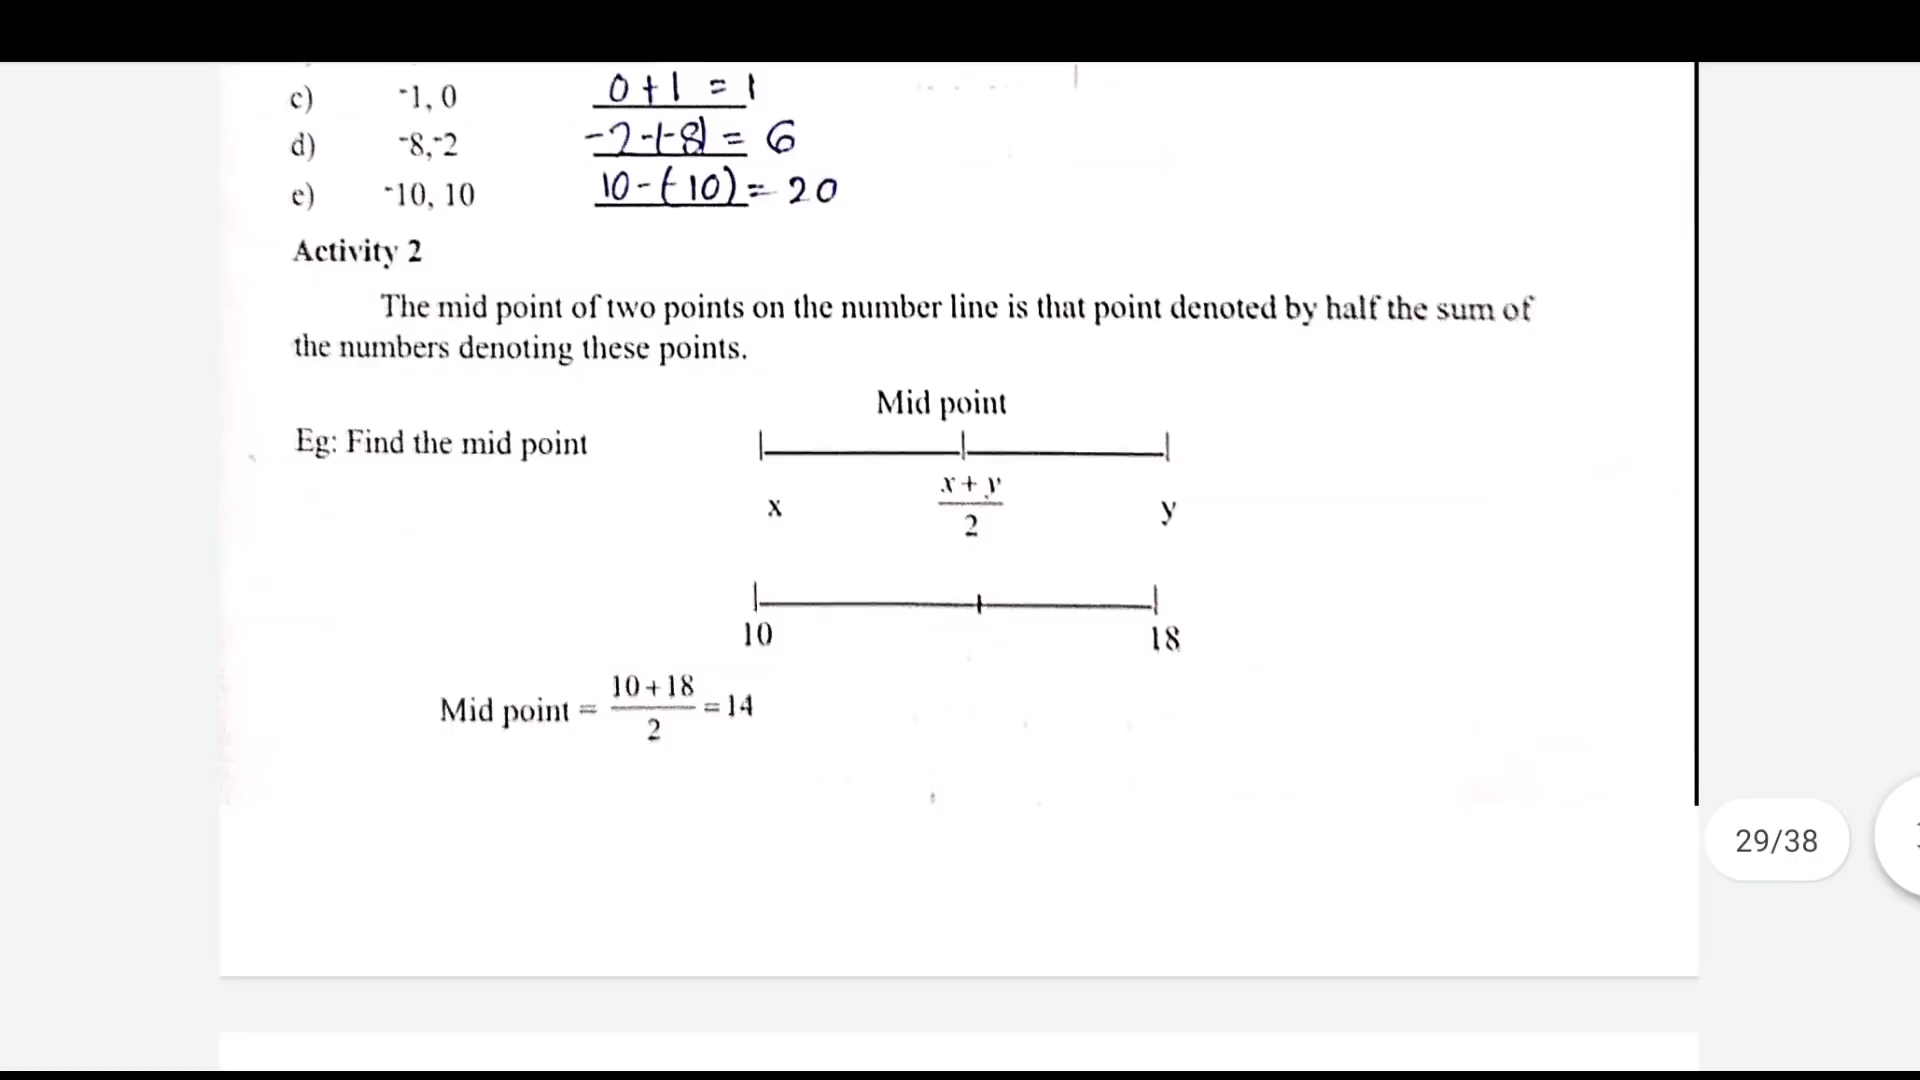 c) -1, 0 0+1 = 1
d) -8,-2 -2-(-8) = 6
e) -10, 10 10-(-10) = 20
Activity 2
The mid point of two points on the number line is that point denoted by half the sum of
the numbers denoting these points.
Mid point
Eg: Find the mid point
x x + y / 2 y
10 18
Mid point = 10+18 / 2 = 14
29/38